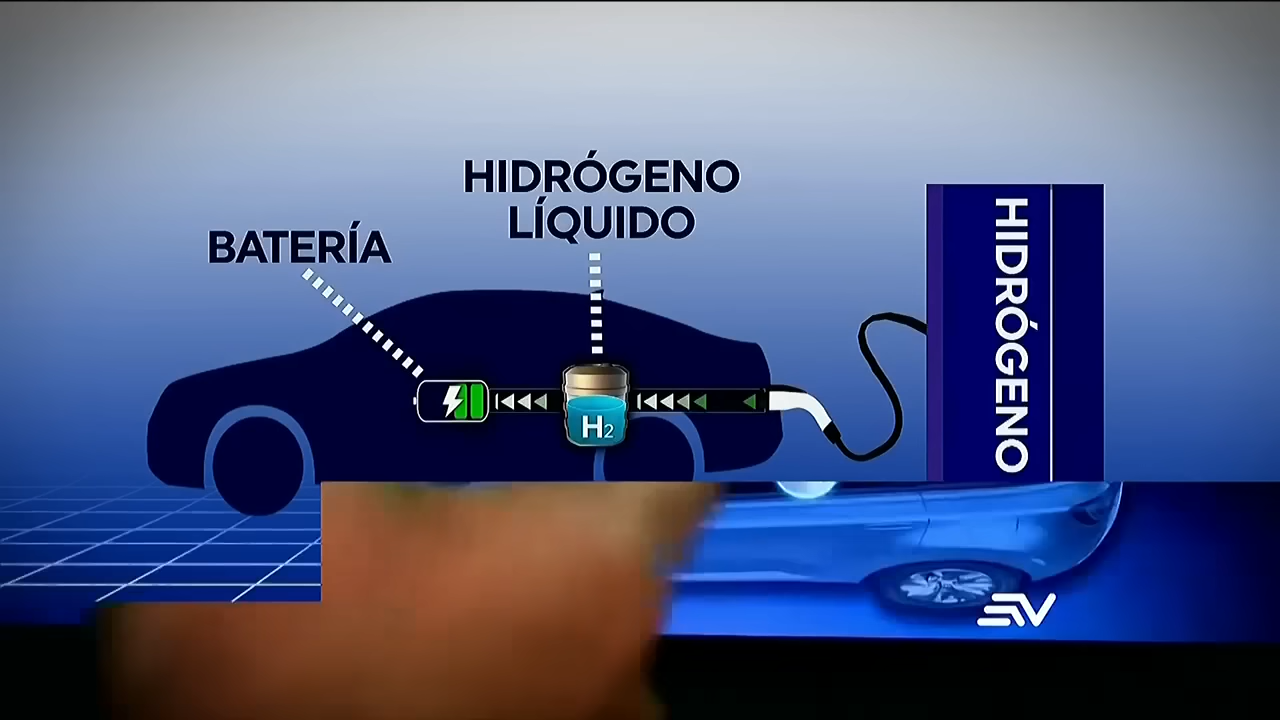 HIDRÓGENO
LÍQUIDO
BATERÍA
HIDRÓGENO
H2